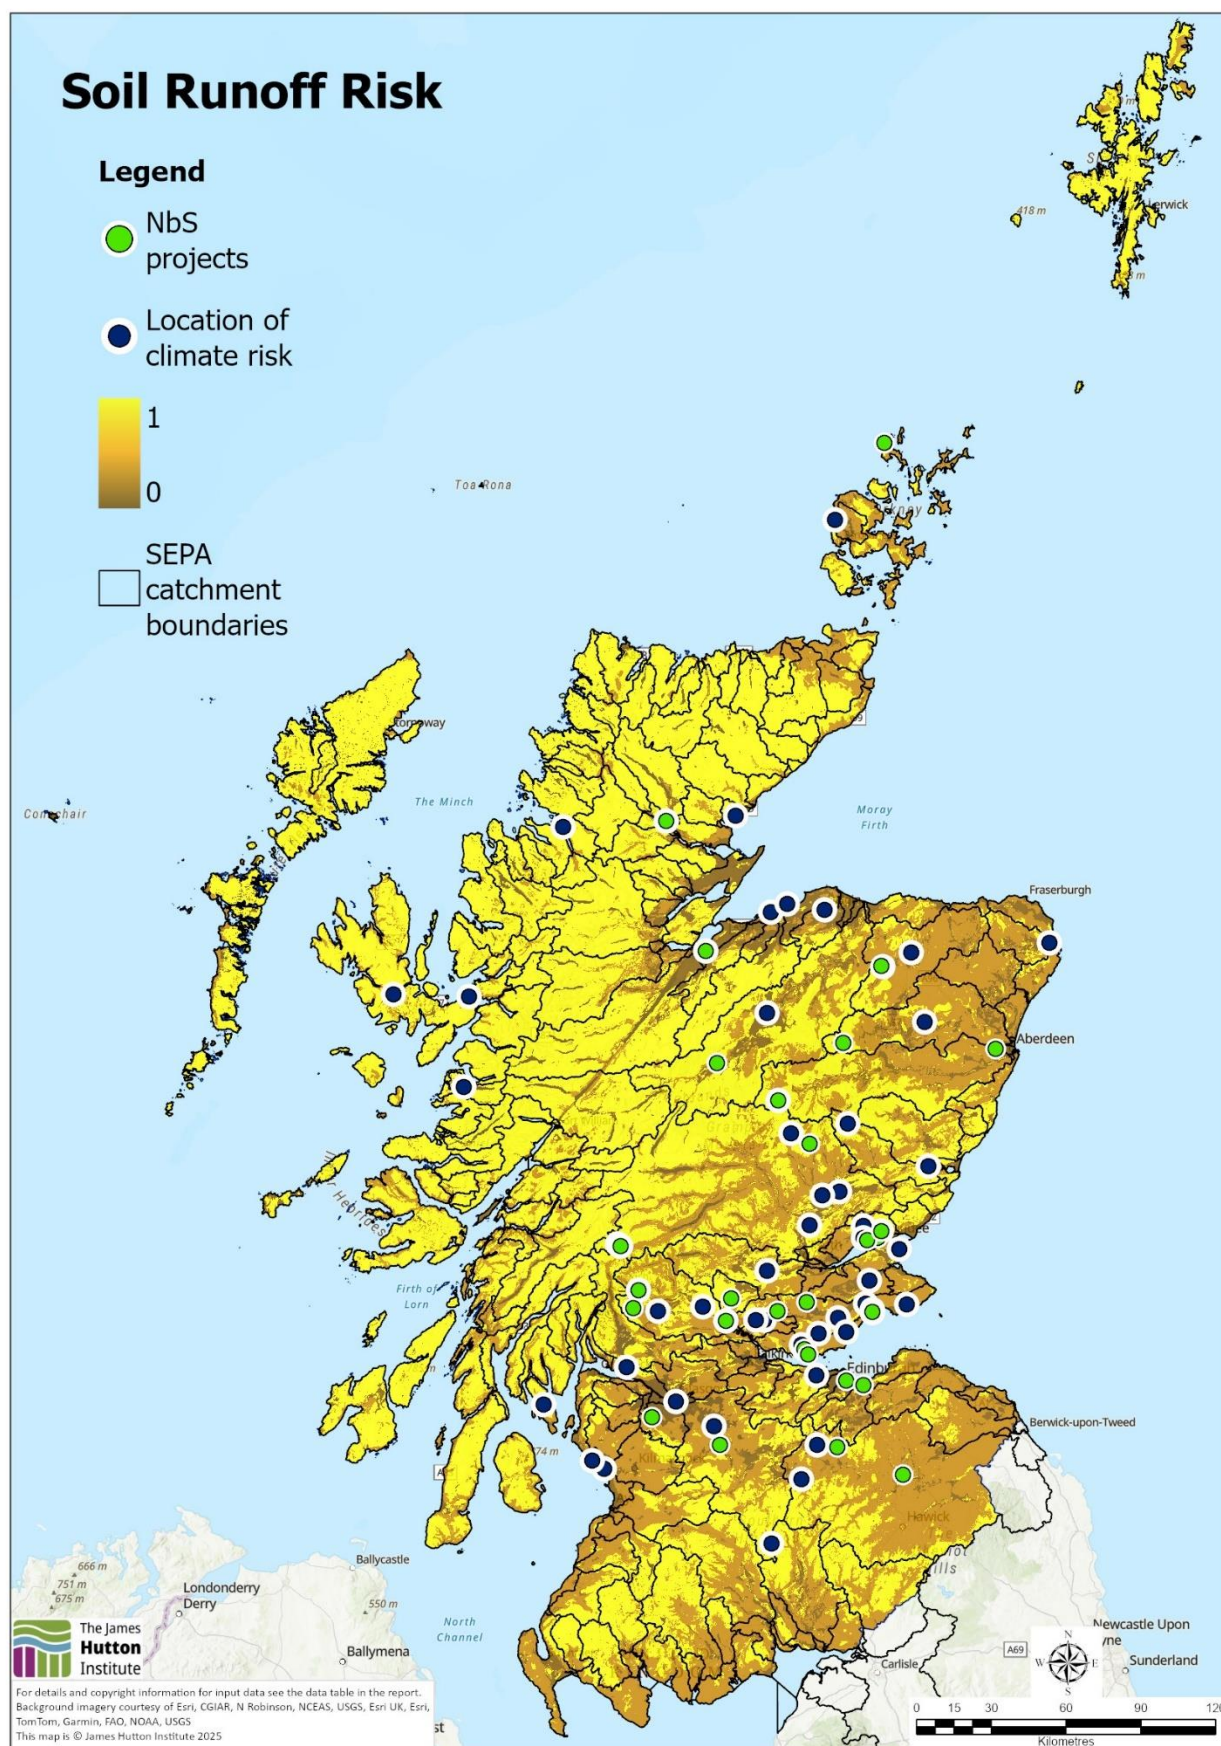 Soil Runoff Risk
Legend
NbS
projects
Location of
climate risk
1
0
SEPA
catchment
boundaries
418 m
Lerwick
Toa Rona
The Minch
Moray
Firth
Fraserburgh
Aberdeen
Firth of
Lorn
Hebrides
Edinburgh
Berwick-upon-Tweed
Hawick
Ballycastle
666 m
751 m
675 m
Londonderry
Derry
550 m
Ballymena
North
Channel
Newcastle Upon
Sunderland
A69
Carlisle
N
W
E
S
The James
Hutton
Institute
For details and copyright information for input data see the data table in the report.
Background imagery courtesy of Esri, CGIAR, N Robinson, NCEAS, USGS, Esri UK, Esri,
TomTom, Garmin, FAO, NOAA, USGS
This map is © James Hutton Institute 2025
0 15 30 60 90 120
Kilometres